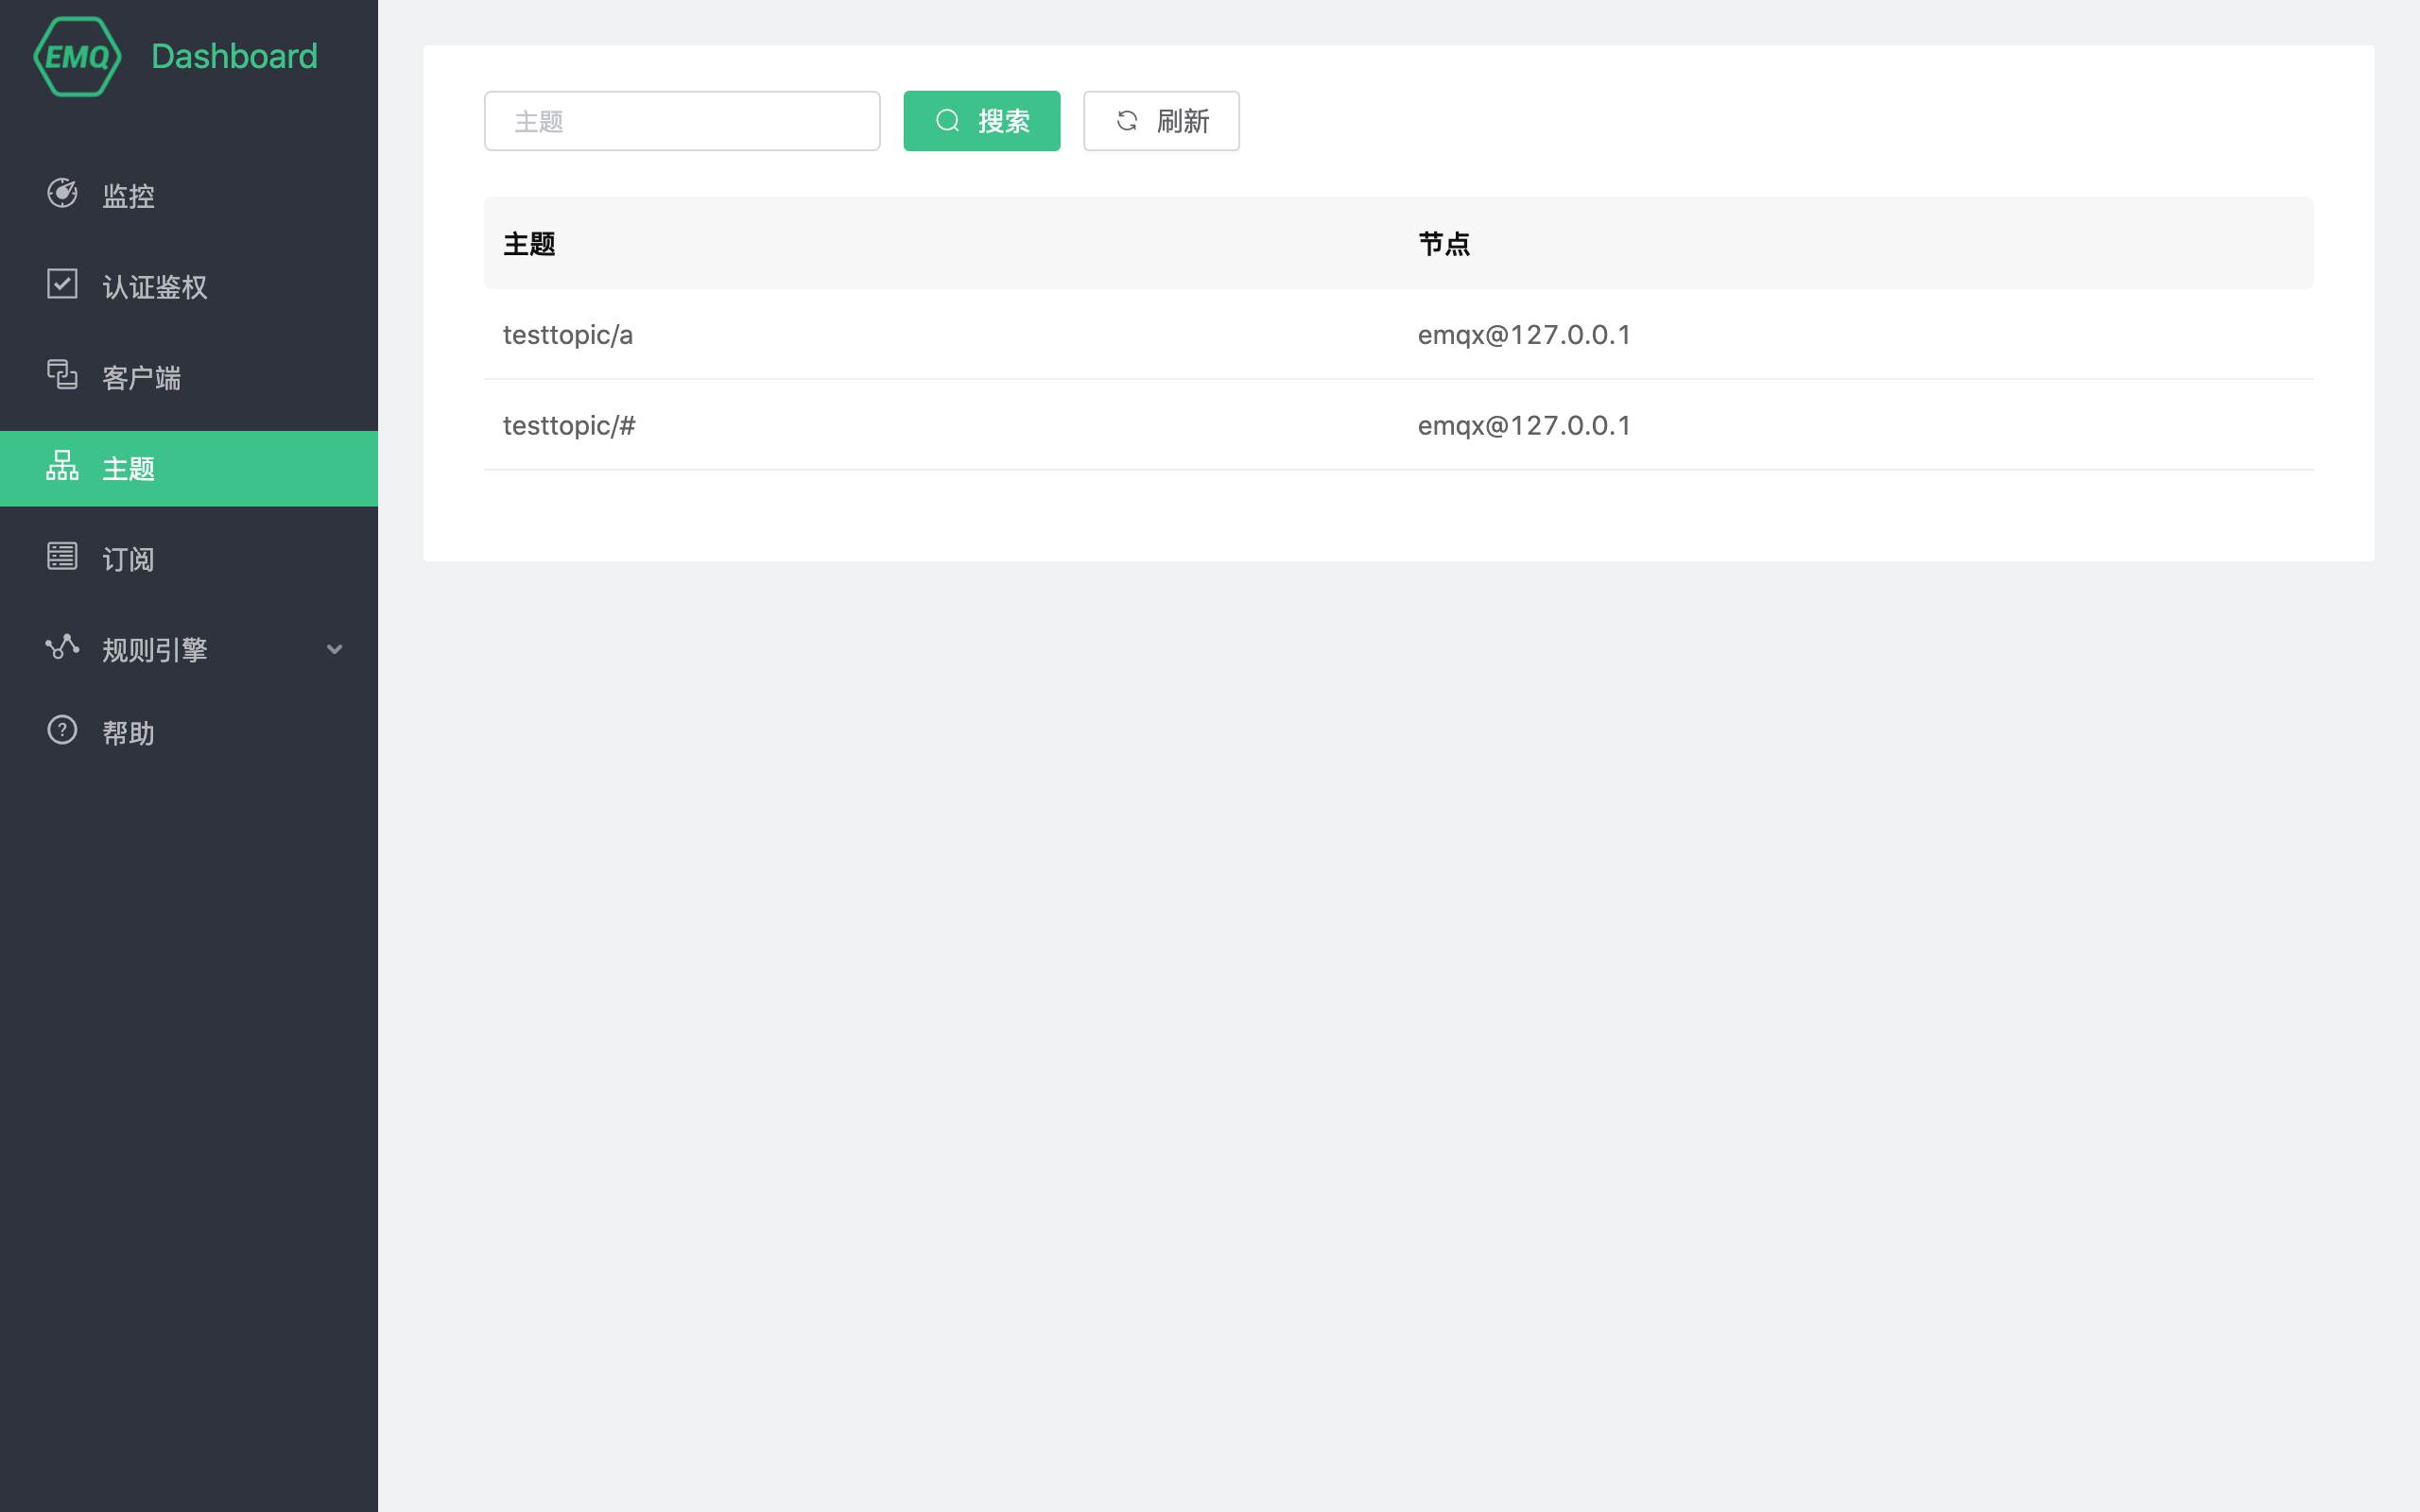 EMQ Dashboard
监控
认证鉴权
客户端
主题
订阅
规则引擎
帮助
主题 搜索 刷新
主题 节点
testtopic/a emqx@127.0.0.1
testtopic/# emqx@127.0.0.1